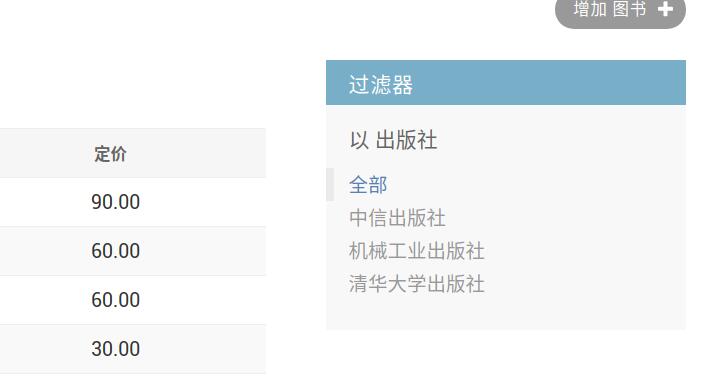 增加 图书
过滤器
以 出版社
全部
中信出版社
机械工业出版社
清华大学出版社
定价
90.00
60.00
60.00
30.00